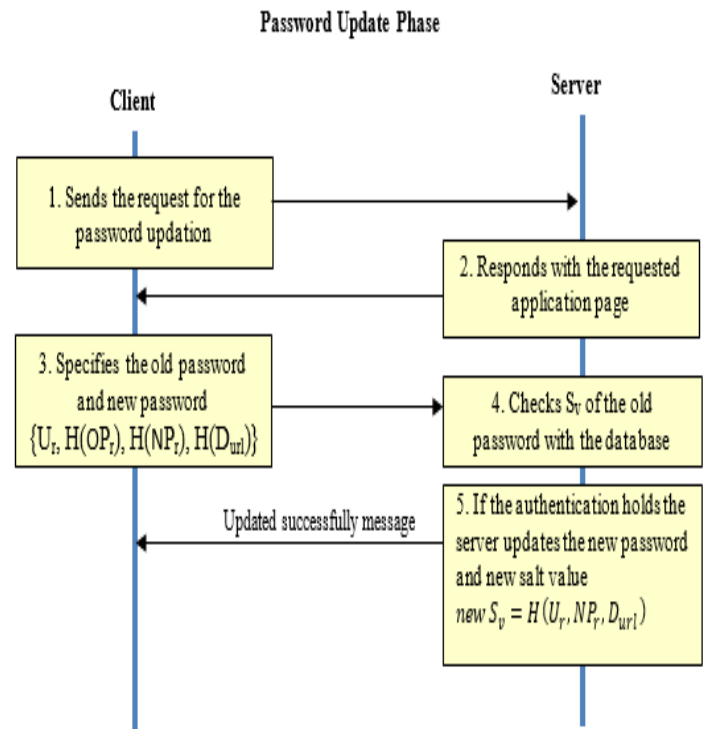 Password Update Phase
Client
Server
1. Sends the request for the
password updation
2. Responds with the requested
application page
3. Specifies the old password
and new password
{Uᵣ, H(OPᵣ), H(NPᵣ), H(Dᵤᵣₗ)}
4. Checks Sᵥ of the old
password with the database
Updated successfully message
5. If the authentication holds the
server updates the new password
and new salt value
new Sᵥ = H(Uᵣ, NPᵣ, Dᵤᵣₗ)